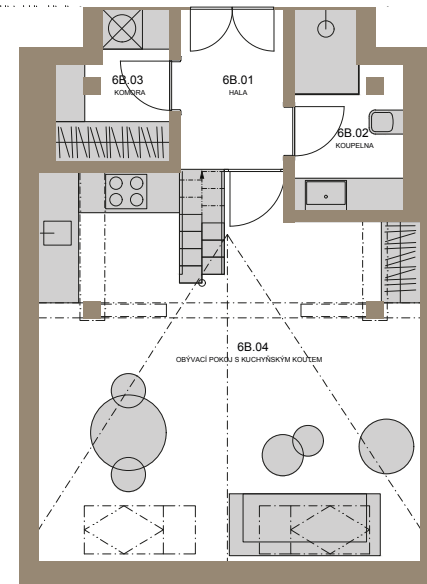 6B.03
KOMORA
6B.01
HALA
6B.02
KOUPELNA
6B.04
OBÝVACÍ POKOJ S KUCHYŇSKÝM KOUTEM